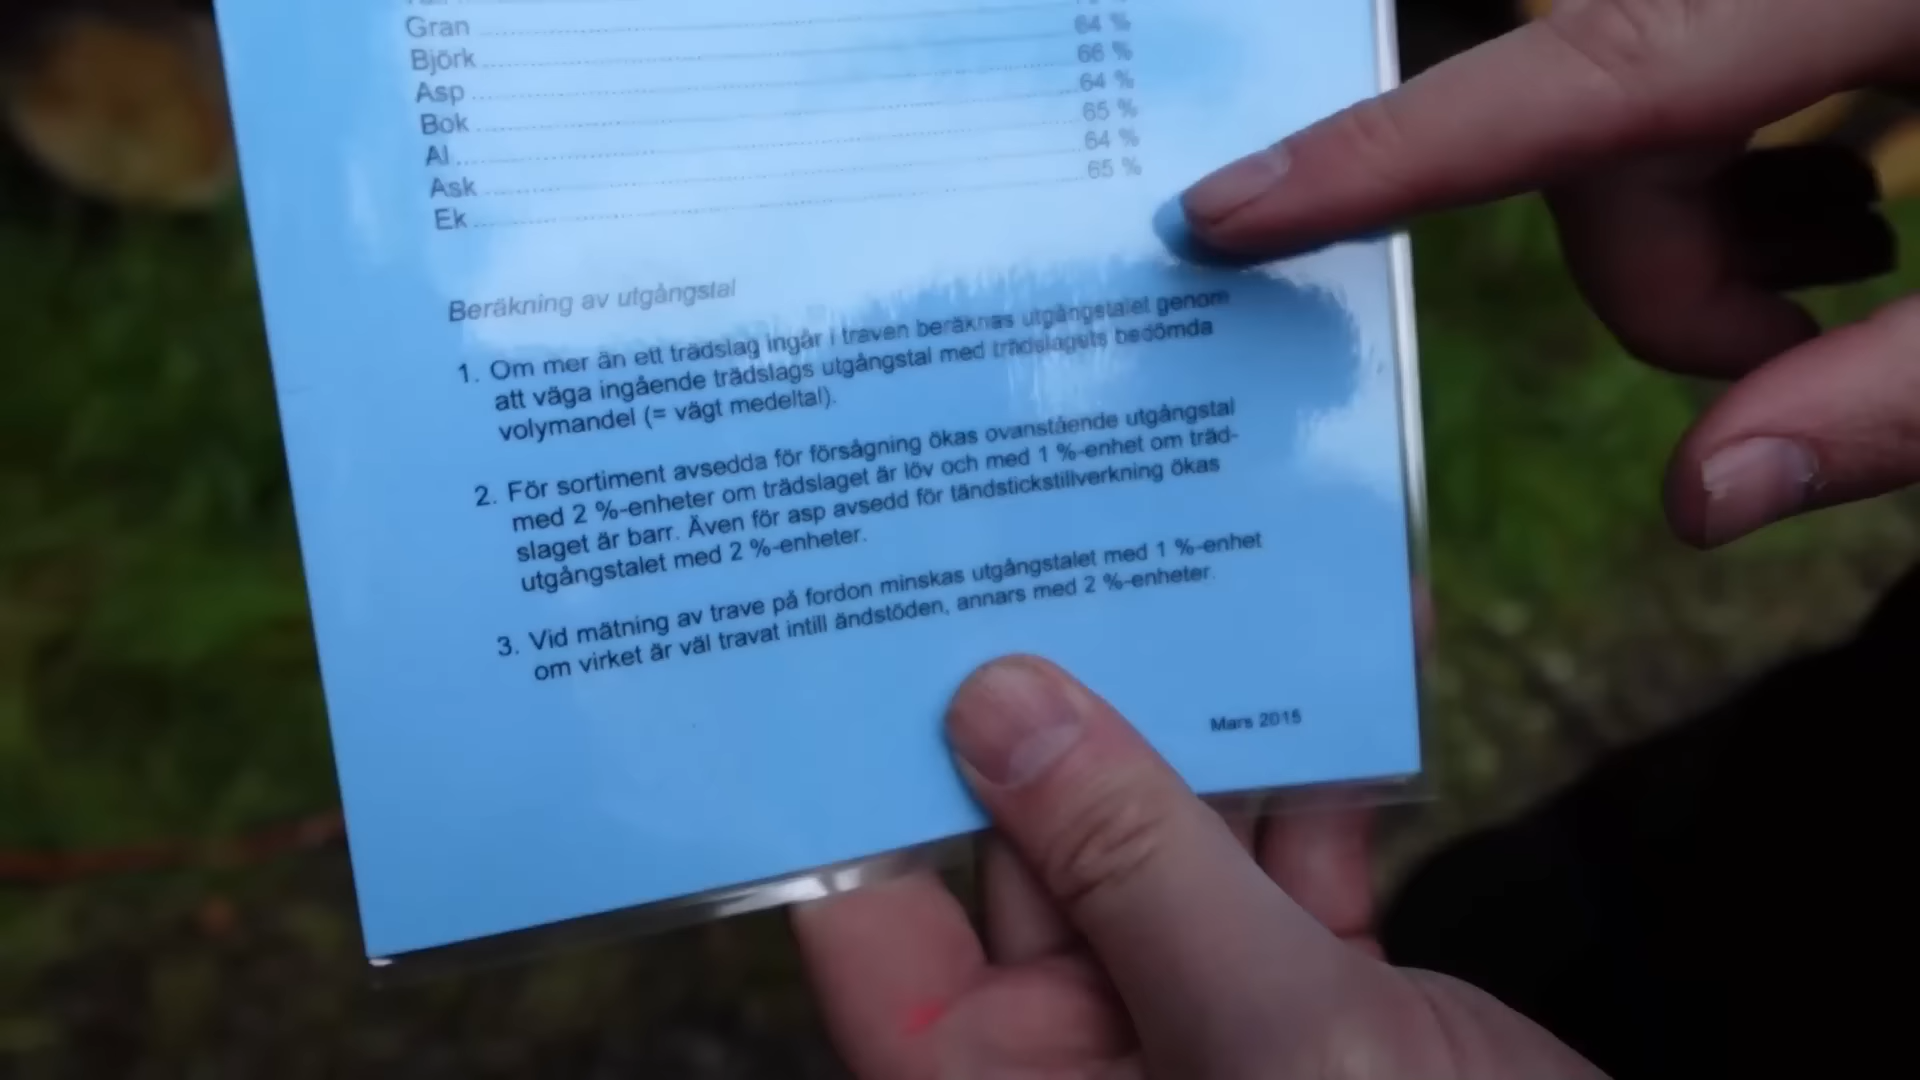 Gran
Björk 64 %
Asp 66 %
Bok 64 %
Al 65 %
Ask 64 %
Ek 65 %
Beräkning av utgångstal
1. Om mer än ett trädslag ingår i traven beräknas utgångstalet genom
att väga ingående trädslags utgångstal med trädslagets bedömda
volymandel (= vägt medeltal).
2. För sortiment avsedda för försågning ökas ovanstående utgångstal
med 2 %-enheter om trädslaget är löv och med 1 %-enhet om träd-
slaget är barr. Även för asp avsedd för tändstickstillverkning ökas
utgångstalet med 2 %-enheter.
3. Vid mätning av trave på fordon minskas utgångstalet med 1 %-enhet
om virket är väl travat intill ändstöden, annars med 2 %-enheter.
Mars 2015